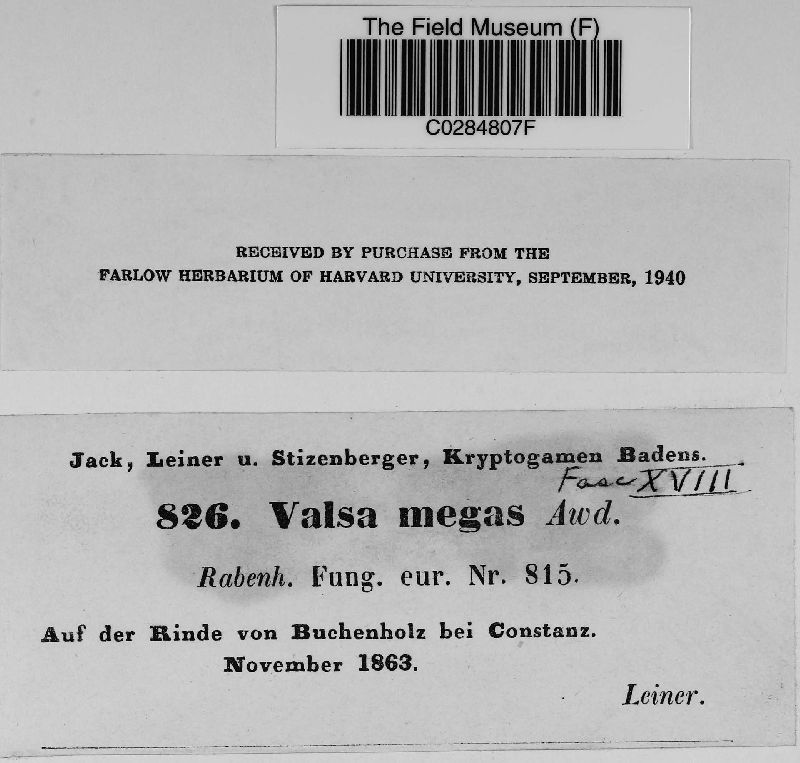 The Field Museum (F)
C0284807F
RECEIVED BY PURCHASE FROM THE
FARLOW HERBARIUM OF HARVARD UNIVERSITY, SEPTEMBER, 1940
Jack, Leiner u. Stizenberger, Kryptogamen Badens.
Fasc XVIII
826. Valsa megas Awd.
Rabenh. Fung. eur. Nr. 815.
Auf der Rinde von Buchenholz bei Constanz.
November 1863.
Leiner.